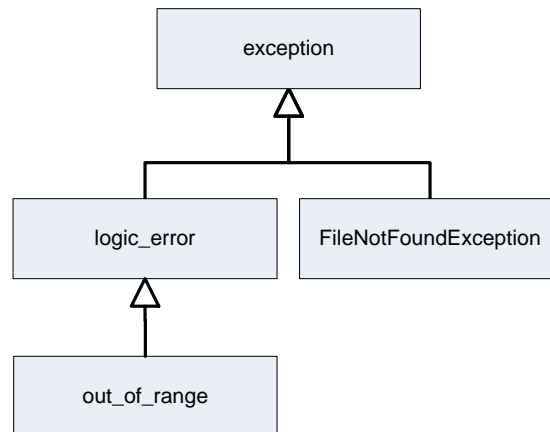 exception
logic_error
FileNotFoundException
out_of_range